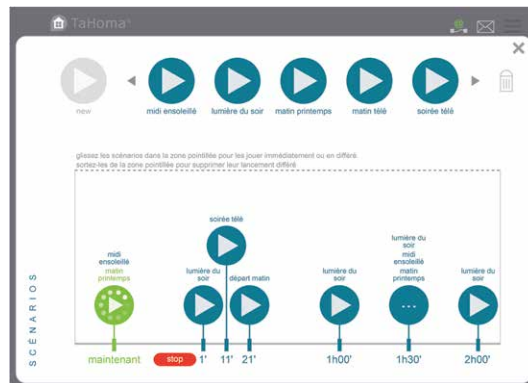 TaHoma®
new
midi ensoleillé
lumière du soir
matin printemps
matin télé
soirée télé
glissez les scénarios dans la zone pointillée pour les jouer immédiatement ou en différé
sortez-les de la zone pointillée pour supprimer leur lancement différé
SCÉNARIOS
midi
ensoleillé
matin
printemps
lumière du
soir
soirée télé
départ matin
lumière du
soir
lumière du
soir
midi
ensoleillé
matin
printemps
...
lumière du
soir
maintenant
stop
1'
11'
21'
1h00'
1h30'
2h00'